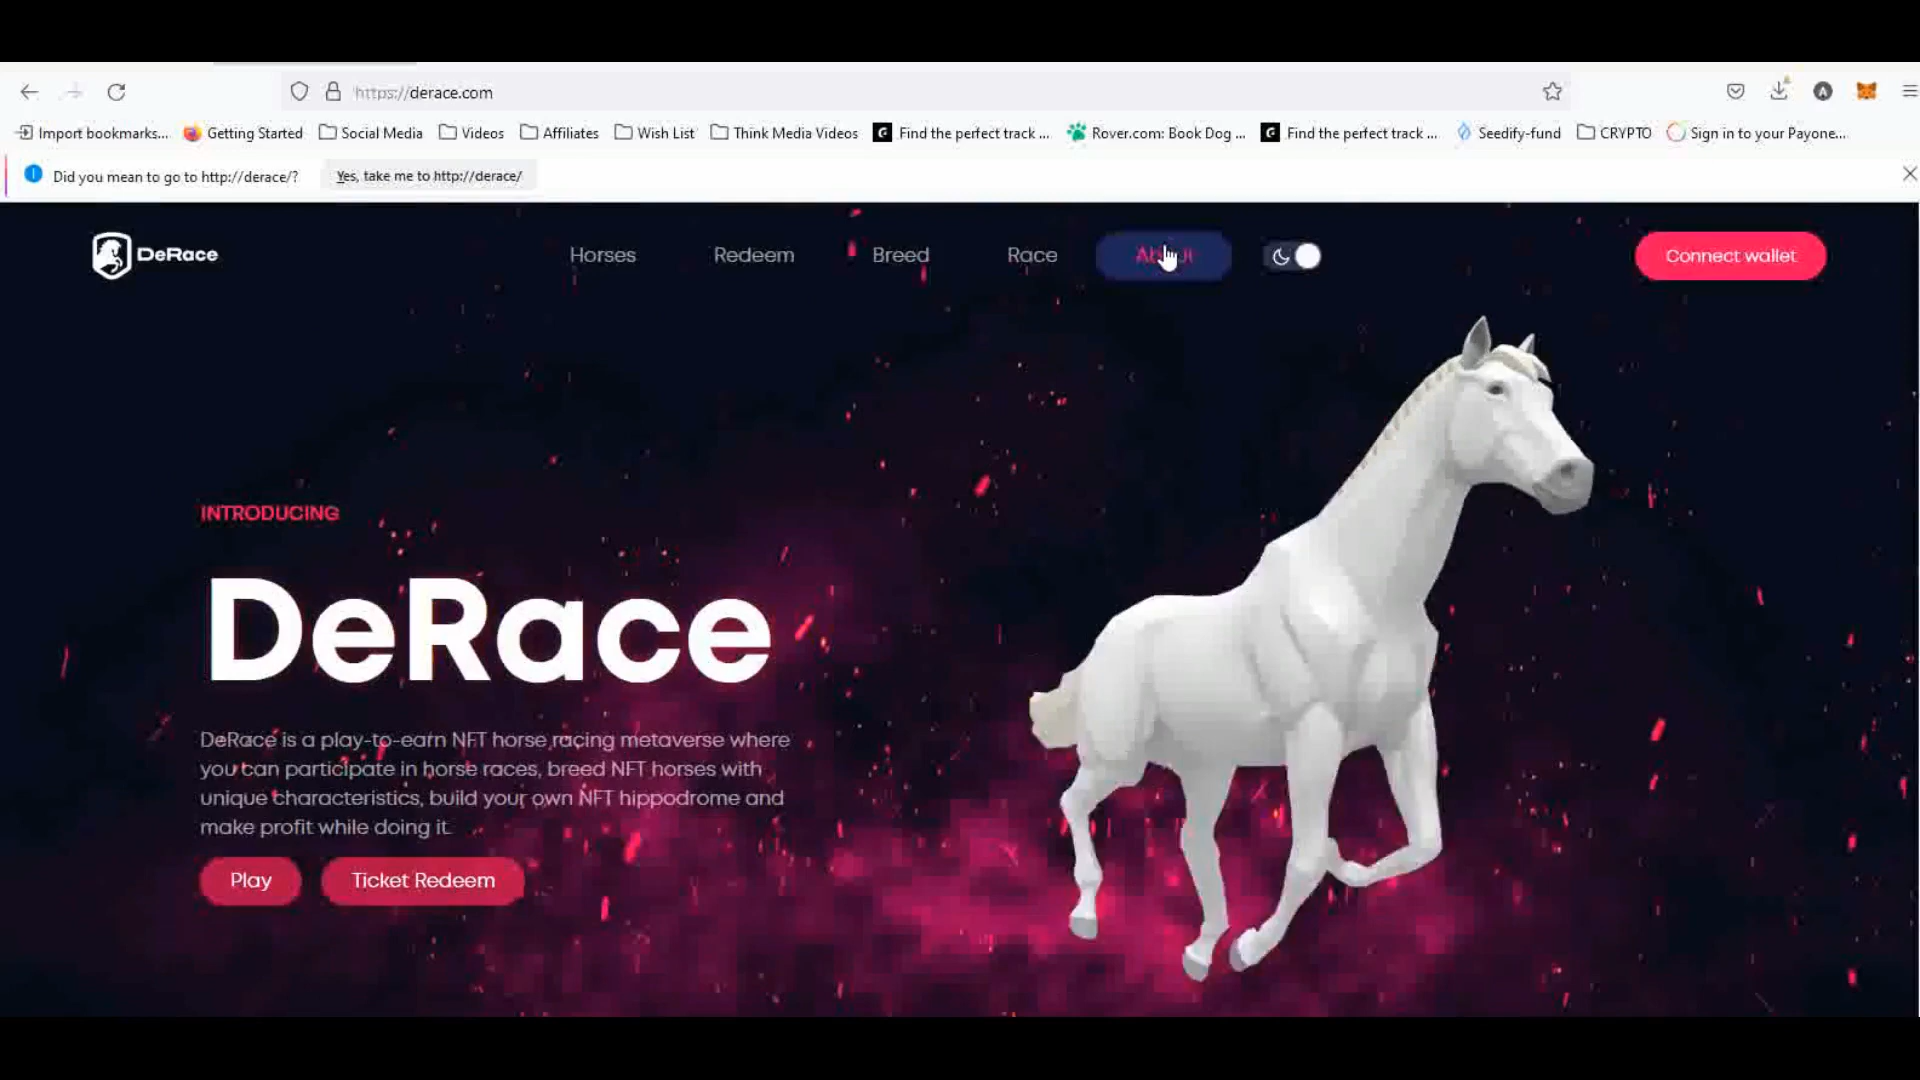 https://derace.com
Import bookmarks... Getting Started Social Media Videos Affiliates Wish List Think Media Videos Find the perfect track ... Rover.com: Book Dog ... Find the perfect track ... Seedify-fund CRYPTO Sign in to your Payone...
Did you mean to go to http://derace/? Yes, take me to http://derace/
DeRace Horses Redeem Breed Race Connect wallet
INTRODUCING
DeRace
DeRace is a play-to-earn NFT horse racing metaverse where
you can participate in horse races, breed NFT horses with
unique characteristics, build your own NFT hippodrome and
make profit while doing it.
Play Ticket Redeem